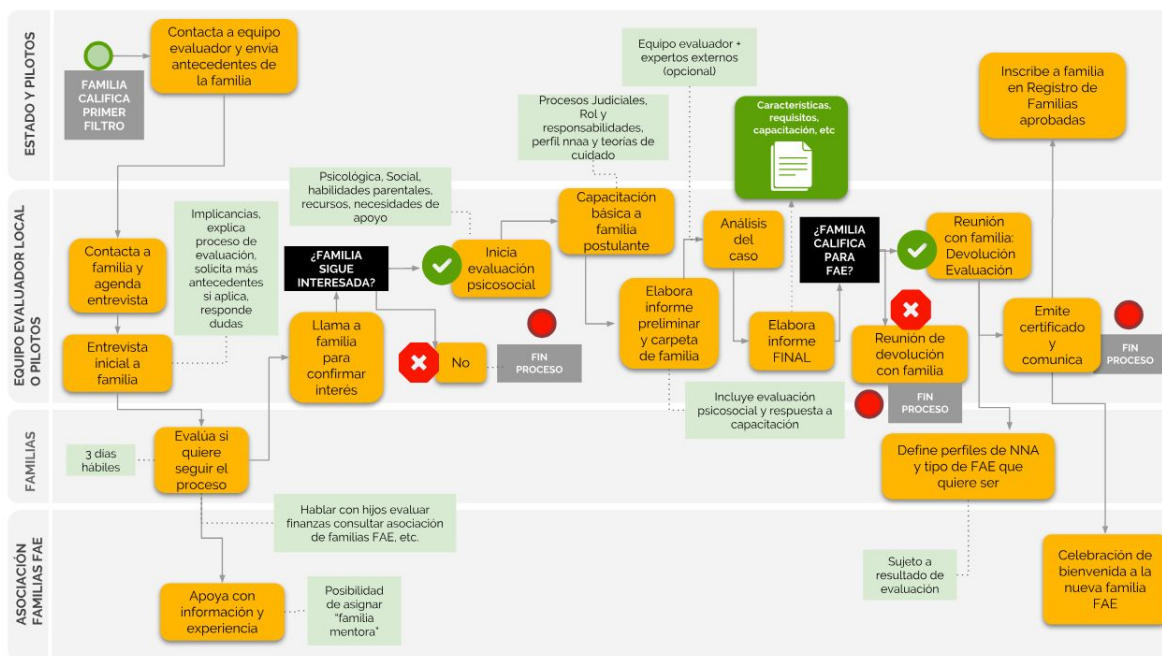 ESTADO Y PILOTOS
FAMILIA
CALIFICA
PRIMER
FILTRO
Contacta a equipo
evaluador y envía
antecedentes de
la familia
Equipo evaluador +
expertos externos
(opcional)
Procesos Judiciales,
Rol y
responsabilidades,
perfil nnaa y teorías de
cuidado
Características,
requisitos,
capacitación, etc
Inscribe a familia
en Registro de
Familias
aprobadas
EQUIPO EVALUADOR LOCAL
O PILOTOS
Contacta a
familia y agenda
entrevista
Entrevista
inicial a
familia
Implicancias,
explica
proceso de
evaluación,
solicita más
antecedentes
si aplica,
responde
dudas
Psicológica, Social,
habilidades parentales,
recursos, necesidades de
apoyo
¿FAMILIA
SIGUE
INTERESADA?
Llama a
familia para
confirmar
interés
Inicia
evaluación
psicosocial
No
FIN
PROCESO
Capacitación
básica a
familia
postulante
Elabora
informe
preliminar
y carpeta
de familia
Análisis
del
caso
Elabora
informe
FINAL
Incluye evaluación
psicosocial y respuesta a
capacitación
¿FAMILIA
CALIFICA
PARA
FAE?
Reunión
con familia:
Devolución
Evaluación
Reunión de
devolución
con familia
FIN
PROCESO
Emite
certificado
y
comunica
FIN
PROCESO
FAMILIAS
3 días
hábiles
Evalúa si
quiere
seguir el
proceso
Hablar con hijos evaluar
finanzas consultar asociación
de familias FAE, etc.
Define perfiles de NNA
y tipo de FAE que
quiere ser
ASOCIACIÓN
FAMILIAS FAE
Apoya con
información y
experiencia
Posibilidad
de asignar
"familia
mentora"
Sujeto a
resultado de
evaluación
Celebración de
bienvenida a la
nueva familia
FAE